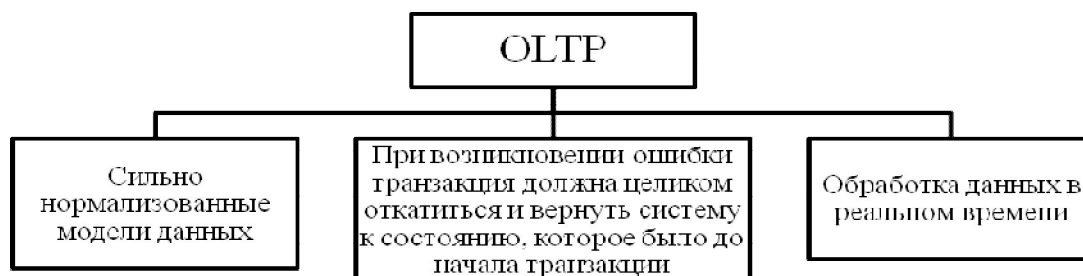 OLTP
Сильно
нормализованные
модели данных
При возникновении ошибки
транзакция должна целиком
откатиться и вернуть систему
к состоянию, которое было до
начала транзакции
Обработка данных в
реальном времени